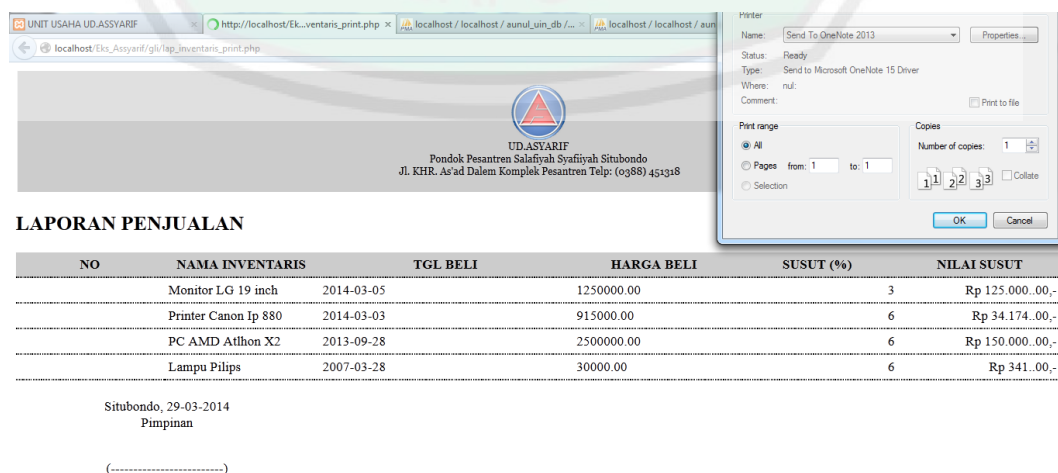 UNIT USAHA UD.ASSYARIF
http://localhost/Ek...ventaris_print.php ×
localhost / localhost / aunul_uin_db /... ×
localhost / localhost / aun
localhost/Eks_Assyarif/gli/lap_inventaris_print.php
Printer
Name: Send To OneNote 2013 Properties...
Status: Ready
Type: Send to Microsoft OneNote 15 Driver
Where: nul:
Comment: Print to file
Print range
All
Pages from: 1 to: 1
Selection
Copies
Number of copies: 1
1 1 2 2 3 3 Collate
OK Cancel
UD.ASYARIF
Pondok Pesantren Salafiyah Syafiiyah Situbondo
Jl. KHR. As'ad Dalem Komplek Pesantren Telp: (0388) 451318
LAPORAN PENJUALAN
NO NAMA INVENTARIS TGL BELI HARGA BELI SUSUT (%) NILAI SUSUT
Monitor LG 19 inch 2014-03-05 1250000.00 3 Rp 125.000..00,-
Printer Canon Ip 880 2014-03-03 915000.00 6 Rp 34.174..00,-
PC AMD Atlhon X2 2013-09-28 2500000.00 6 Rp 150.000..00,-
Lampu Pilips 2007-03-28 30000.00 6 Rp 341..00,-
Situbondo, 29-03-2014
Pimpinan
(-------------------------)